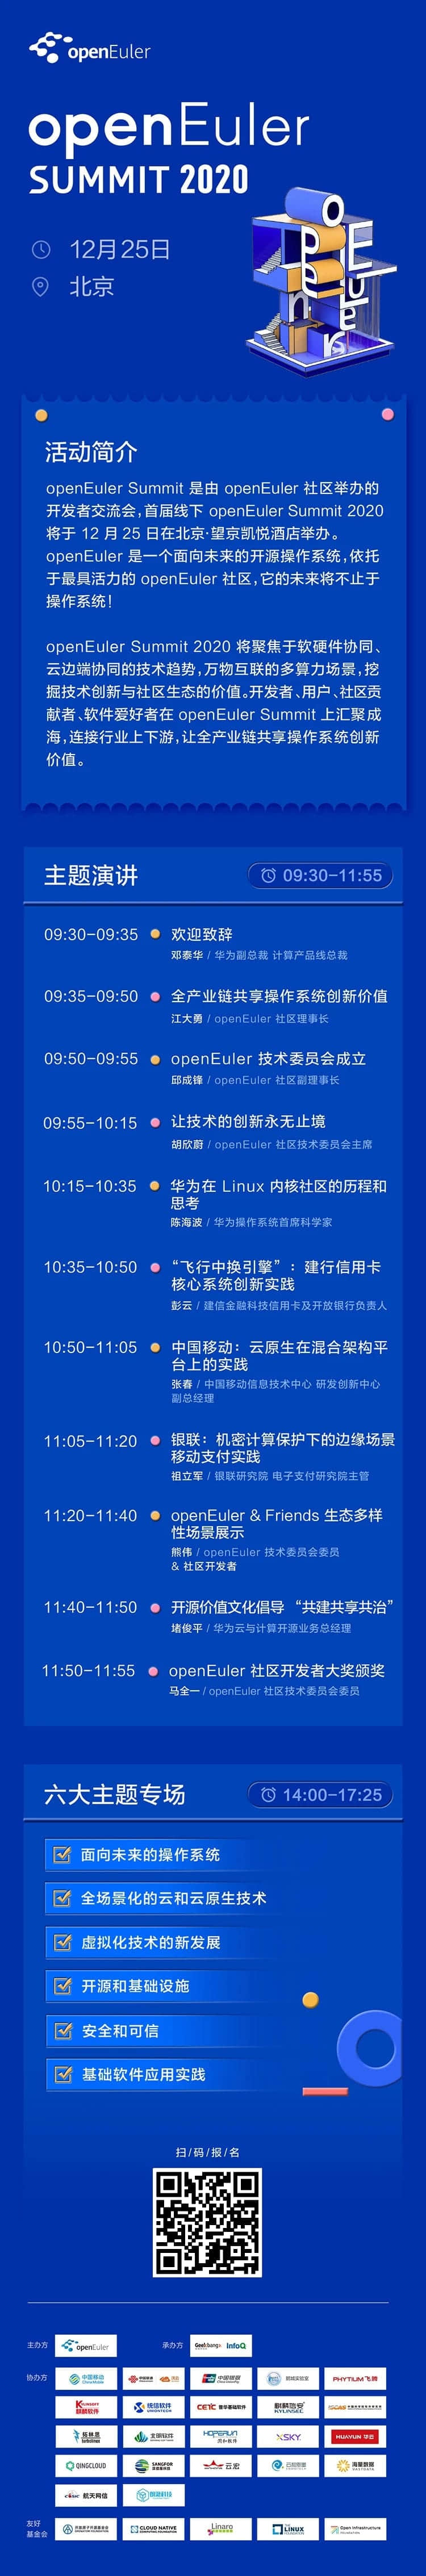 openEuler
openEuler
SUMMIT 2020
12月25日
北京
openEuler
活动简介
openEuler Summit 是由 openEuler 社区举办的
开发者交流会,首届线下 openEuler Summit 2020
将于 12 月 25 日在北京·望京凯悦酒店举办。
openEuler 是一个面向未来的开源操作系统,依托
于最具活力的 openEuler 社区,它的未来将不止于
操作系统!
openEuler Summit 2020 将聚焦于软硬件协同、
云边端协同的技术趋势,万物互联的多算力场景,挖
掘技术创新与社区生态的价值。开发者、用户、社区贡
献者、软件爱好者在 openEuler Summit 上汇聚成
海,连接行业上下游,让全产业链共享操作系统创新
价值。
主题演讲
09:30-11:55
09:30-09:35 欢迎致辞
邓泰华 / 华为副总裁 计算产品线总裁
09:35-09:50 全产业链共享操作系统创新价值
江大勇 / openEuler 社区理事长
09:50-09:55 openEuler 技术委员会成立
邱成锋 / openEuler 社区副理事长
09:55-10:15 让技术的创新永无止境
胡欣蔚 / openEuler 社区技术委员会主席
10:15-10:35 华为在 Linux 内核社区的历程和
思考
陈海波 / 华为操作系统首席科学家
10:35-10:50 “飞行中换引擎”:建行信用卡
核心系统创新实践
彭云 / 建信金融科技信用卡及开放银行负责人
10:50-11:05 中国移动:云原生在混合架构平
台上的实践
张春 / 中国移动信息技术中心 研发创新中心
副总经理
11:05-11:20 银联:机密计算保护下的边缘场景
移动支付实践
祖立军 / 银联研究院 电子支付研究院主管
11:20-11:40 openEuler & Friends 生态多样
性场景展示
熊伟 / openEuler 技术委员会委员
& 社区开发者
11:40-11:50 开源价值文化倡导 “共建共享共治”
堵俊平 / 华为云与计算开源业务总经理
11:50-11:55 openEuler 社区开发者大奖颁奖
马全一 / openEuler 社区技术委员会委员
六大主题专场
14:00-17:25
面向未来的操作系统
全场景化的云和云原生技术
虚拟化技术的新发展
开源和基础设施
安全和可信
基础软件应用实践
扫/码/报/名
主办方
openEuler
承办方
Geekbang> InfoQ
协办方
中国移动
China Mobile
中国联通
中国银联
鹏城实验室
PHYTIUM飞腾
KYLINSOFT
麒麟软件
统信软件
UNIONTECH
CETC 普华基础软件
麒麟信安
KYLINSEC
ISCAS
拓林思
Turbolinux
HOPERUN
润和软件
XSKY
HUAYUN 华云
QINGCLOUD
SANGFOR
深信服科技
云宏
海量数据
CASIC 航天网信
友好
基金会
开放原子开源基金会
CLOUD NATIVE
COMPUTING FOUNDATION
Linaro
THE LINUX FOUNDATION
Open Infrastructure
FOUNDATION